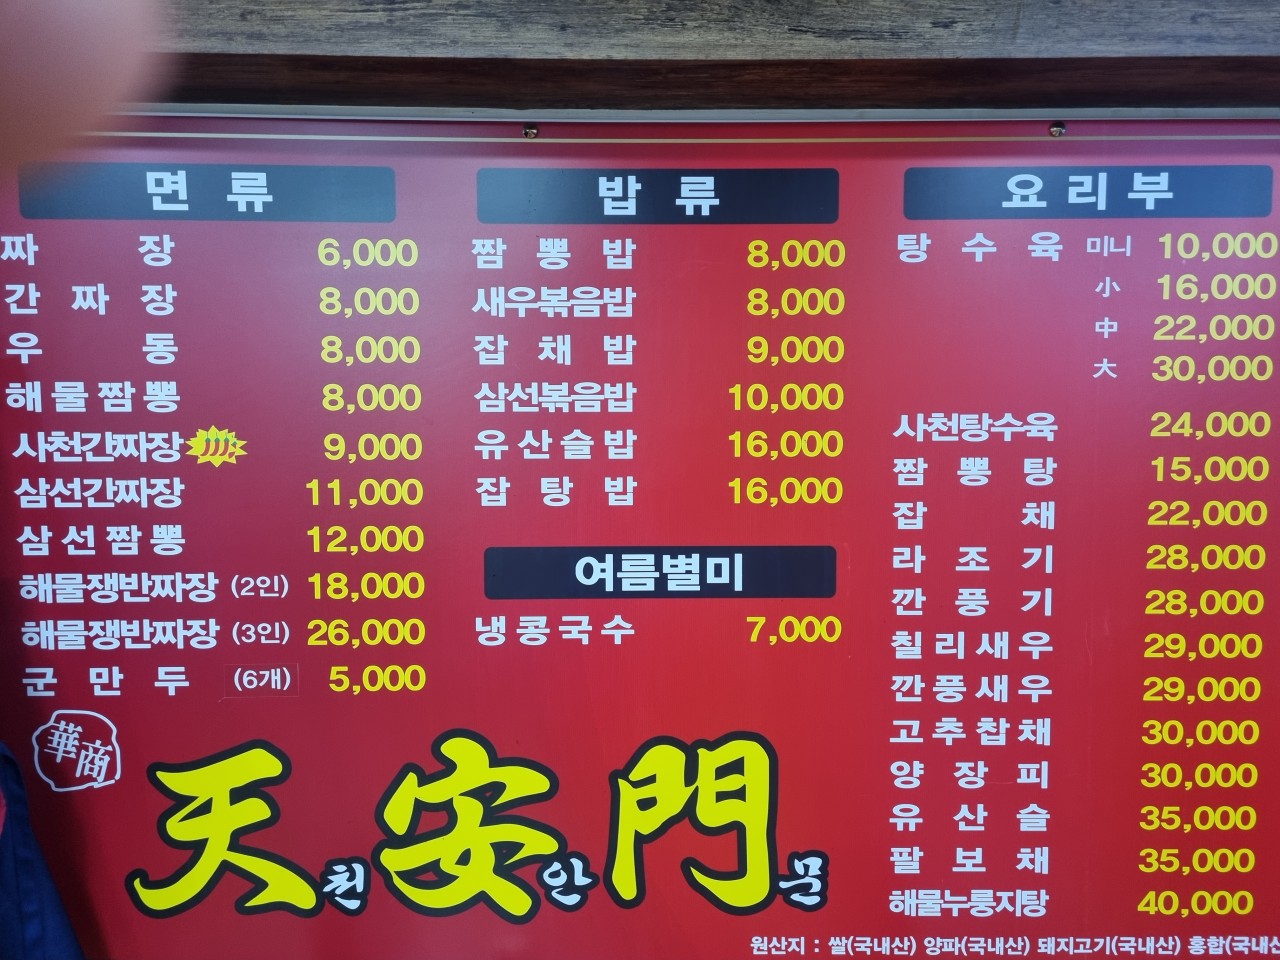 면 류
짜 장 6,000
간 짜 장 8,000
우 동 8,000
해 물 짬 뽕 8,000
사천간짜장 9,000
삼선간짜장 11,000
삼 선 짬 뽕 12,000
해물쟁반짜장 (2인) 18,000
해물쟁반짜장 (3인) 26,000
군 만 두 (6개) 5,000
밥 류
짬 뽕 밥 8,000
새우볶음밥 8,000
잡 채 밥 9,000
삼선볶음밥 10,000
유 산 슬 밥 16,000
잡 탕 밥 16,000
여름별미
냉 콩 국 수 7,000
요 리 부
탕 수 육 미니 10,000
小 16,000
中 22,000
大 30,000
사천탕수육 24,000
짬 뽕 탕 15,000
잡 채 22,000
라 조 기 28,000
깐 풍 기 28,000
칠 리 새 우 29,000
깐 풍 새 우 29,000
고 추 잡 채 30,000
양 장 피 30,000
유 산 슬 35,000
팔 보 채 35,000
해물누룽지탕 40,000
華商
天천安안門문
원산지 : 쌀(국내산) 양파(국내산) 돼지고기(국내산) 홍합(국내산